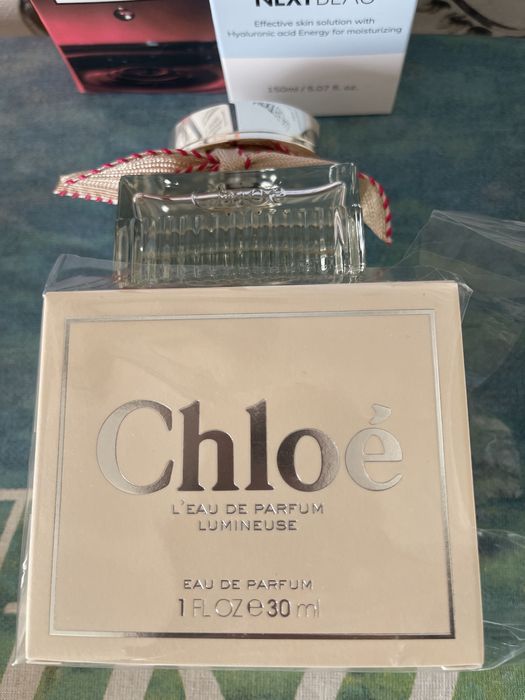 Effective skin solution with
Hyaluronic acid Energy for moisturizing
150ml / 5.07 fl. oz.
Chloé
Chloé
L'EAU DE PARFUM
LUMINEUSE
EAU DE PARFUM
1 FL OZ e 30 ml